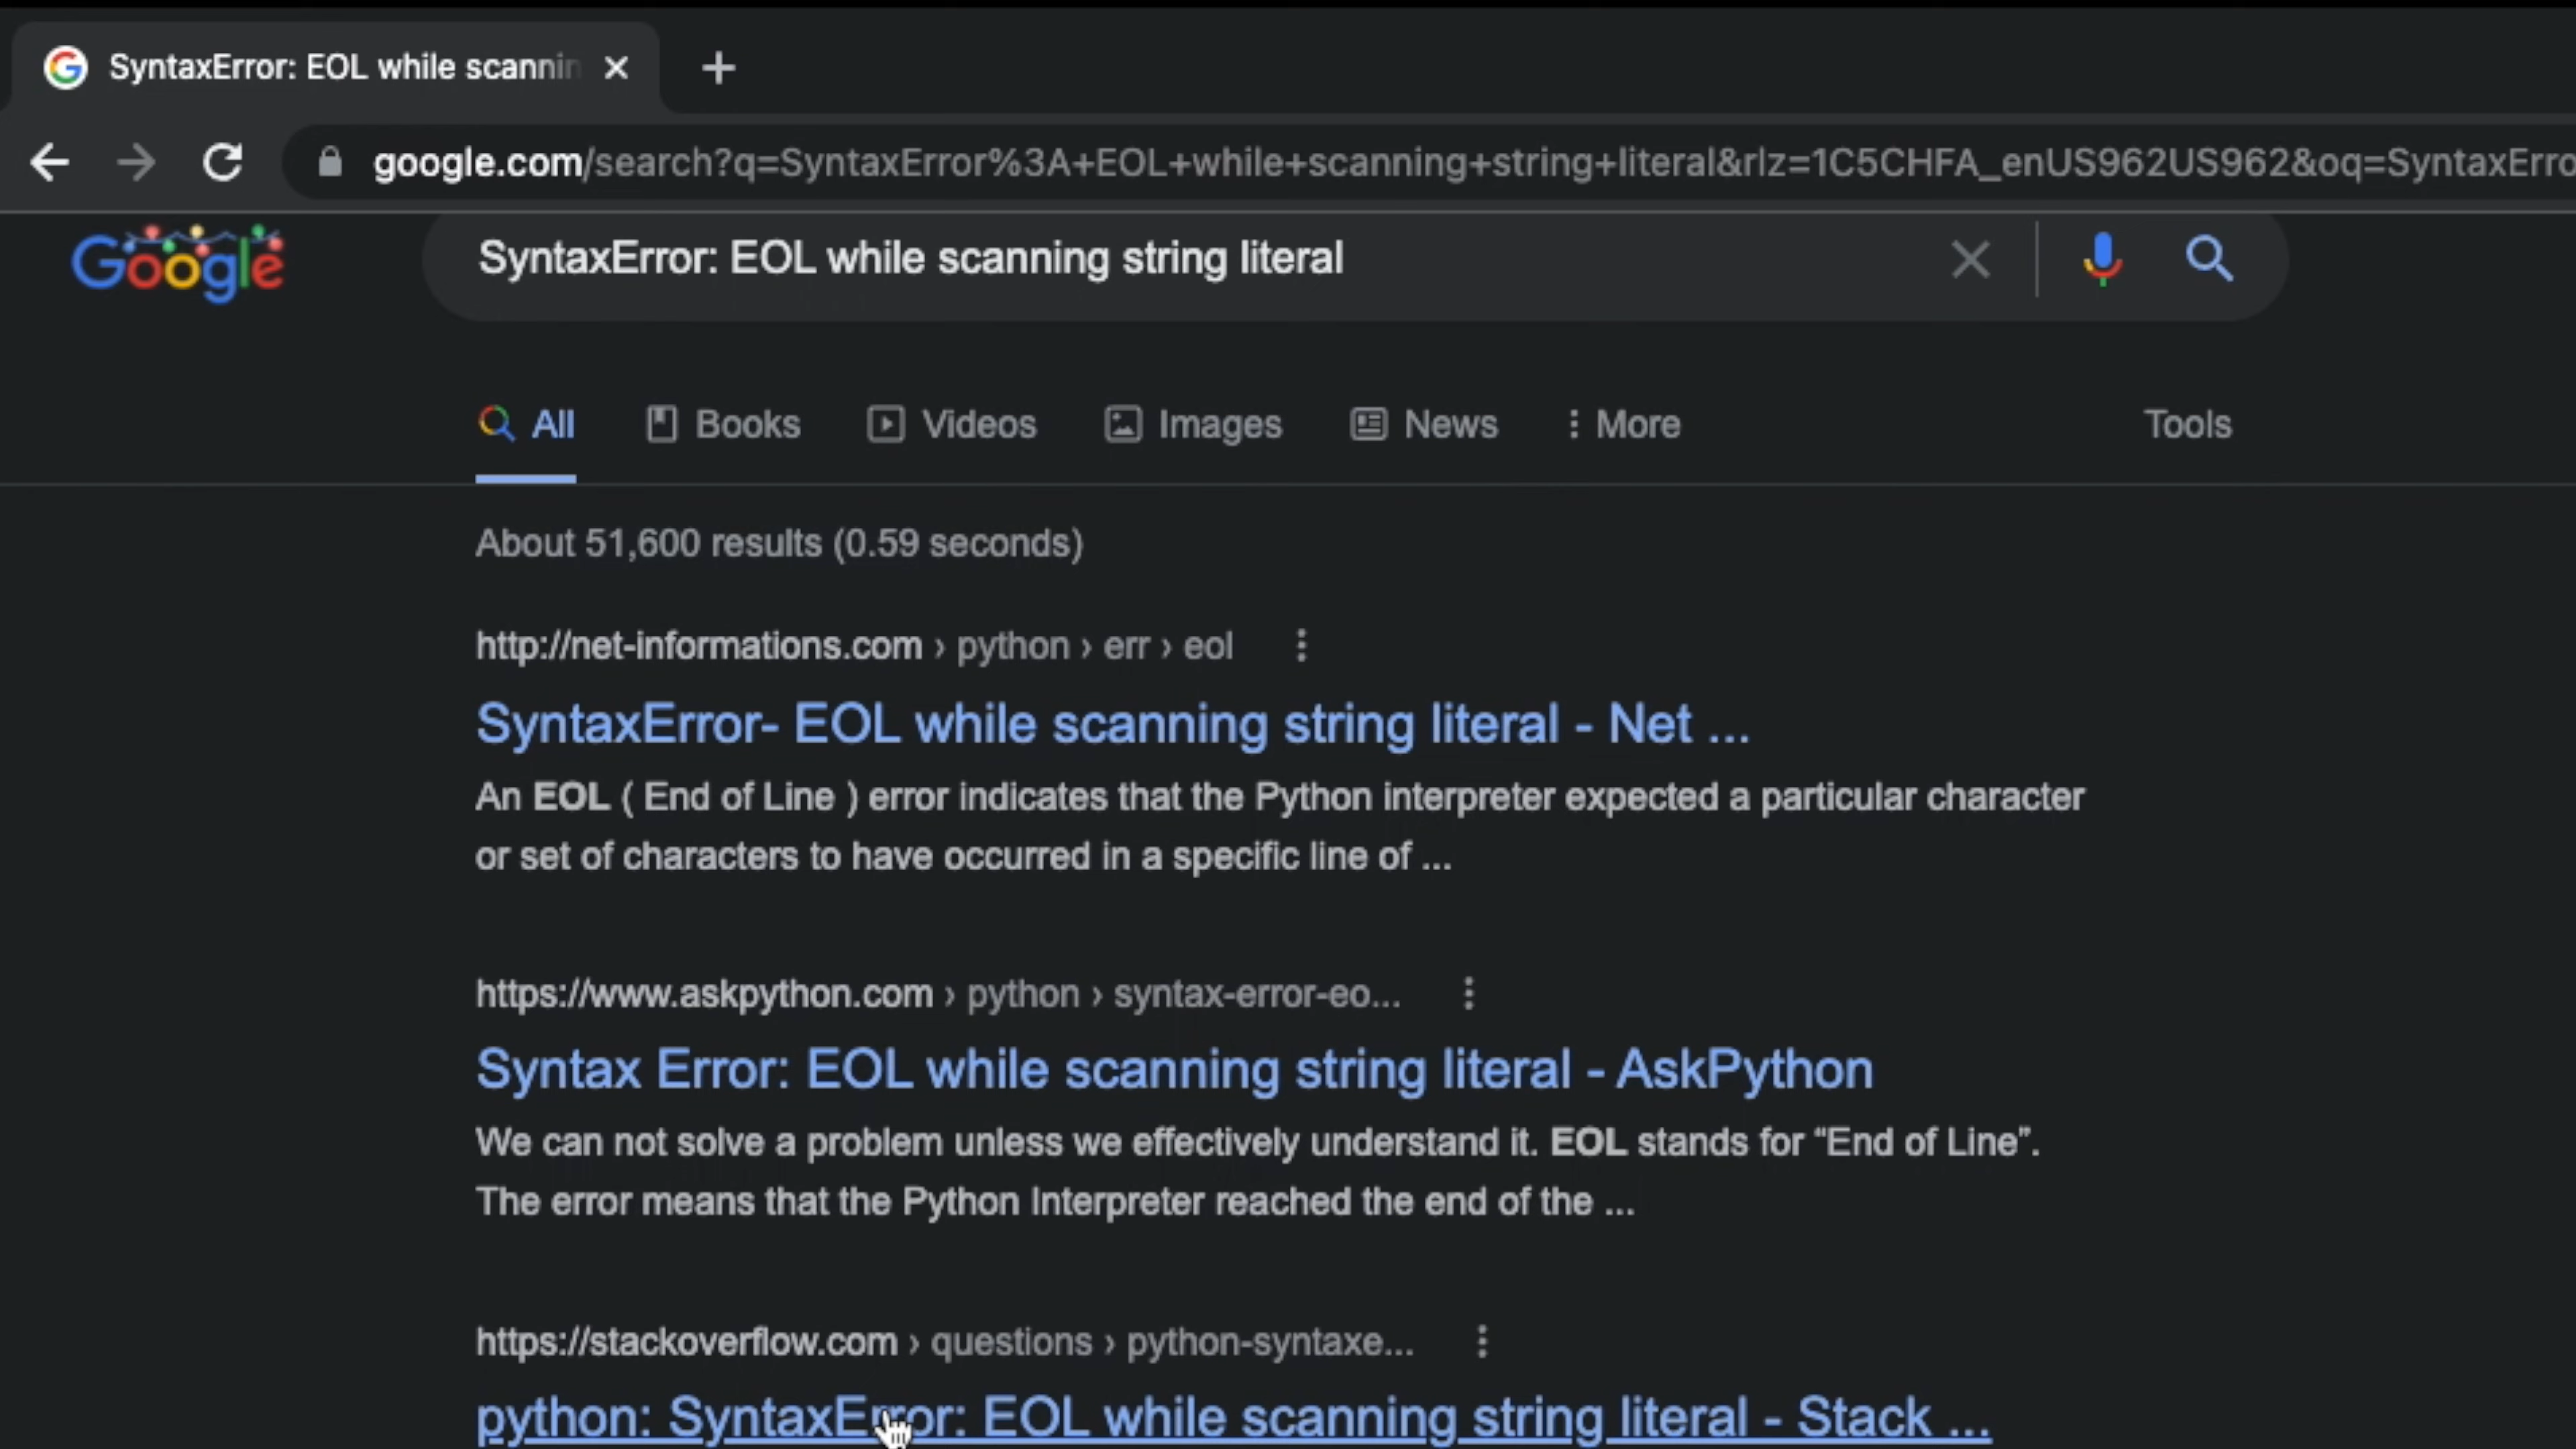 SyntaxError: EOL while scannin
google.com/search?q=SyntaxError%3A+EOL+while+scanning+string+literal&rlz=1C5CHFA_enUS962US962&oq=SyntaxErro
Google
SyntaxError: EOL while scanning string literal
All Books Videos Images News More Tools
About 51,600 results (0.59 seconds)
http://net-informations.com › python › err › eol
SyntaxError- EOL while scanning string literal - Net ...
An EOL ( End of Line ) error indicates that the Python interpreter expected a particular character
or set of characters to have occurred in a specific line of ...
https://www.askpython.com › python › syntax-error-eo...
Syntax Error: EOL while scanning string literal - AskPython
We can not solve a problem unless we effectively understand it. EOL stands for “End of Line”.
The error means that the Python Interpreter reached the end of the ...
https://stackoverflow.com › questions › python-syntaxe...
python: SyntaxError: EOL while scanning string literal - Stack ...